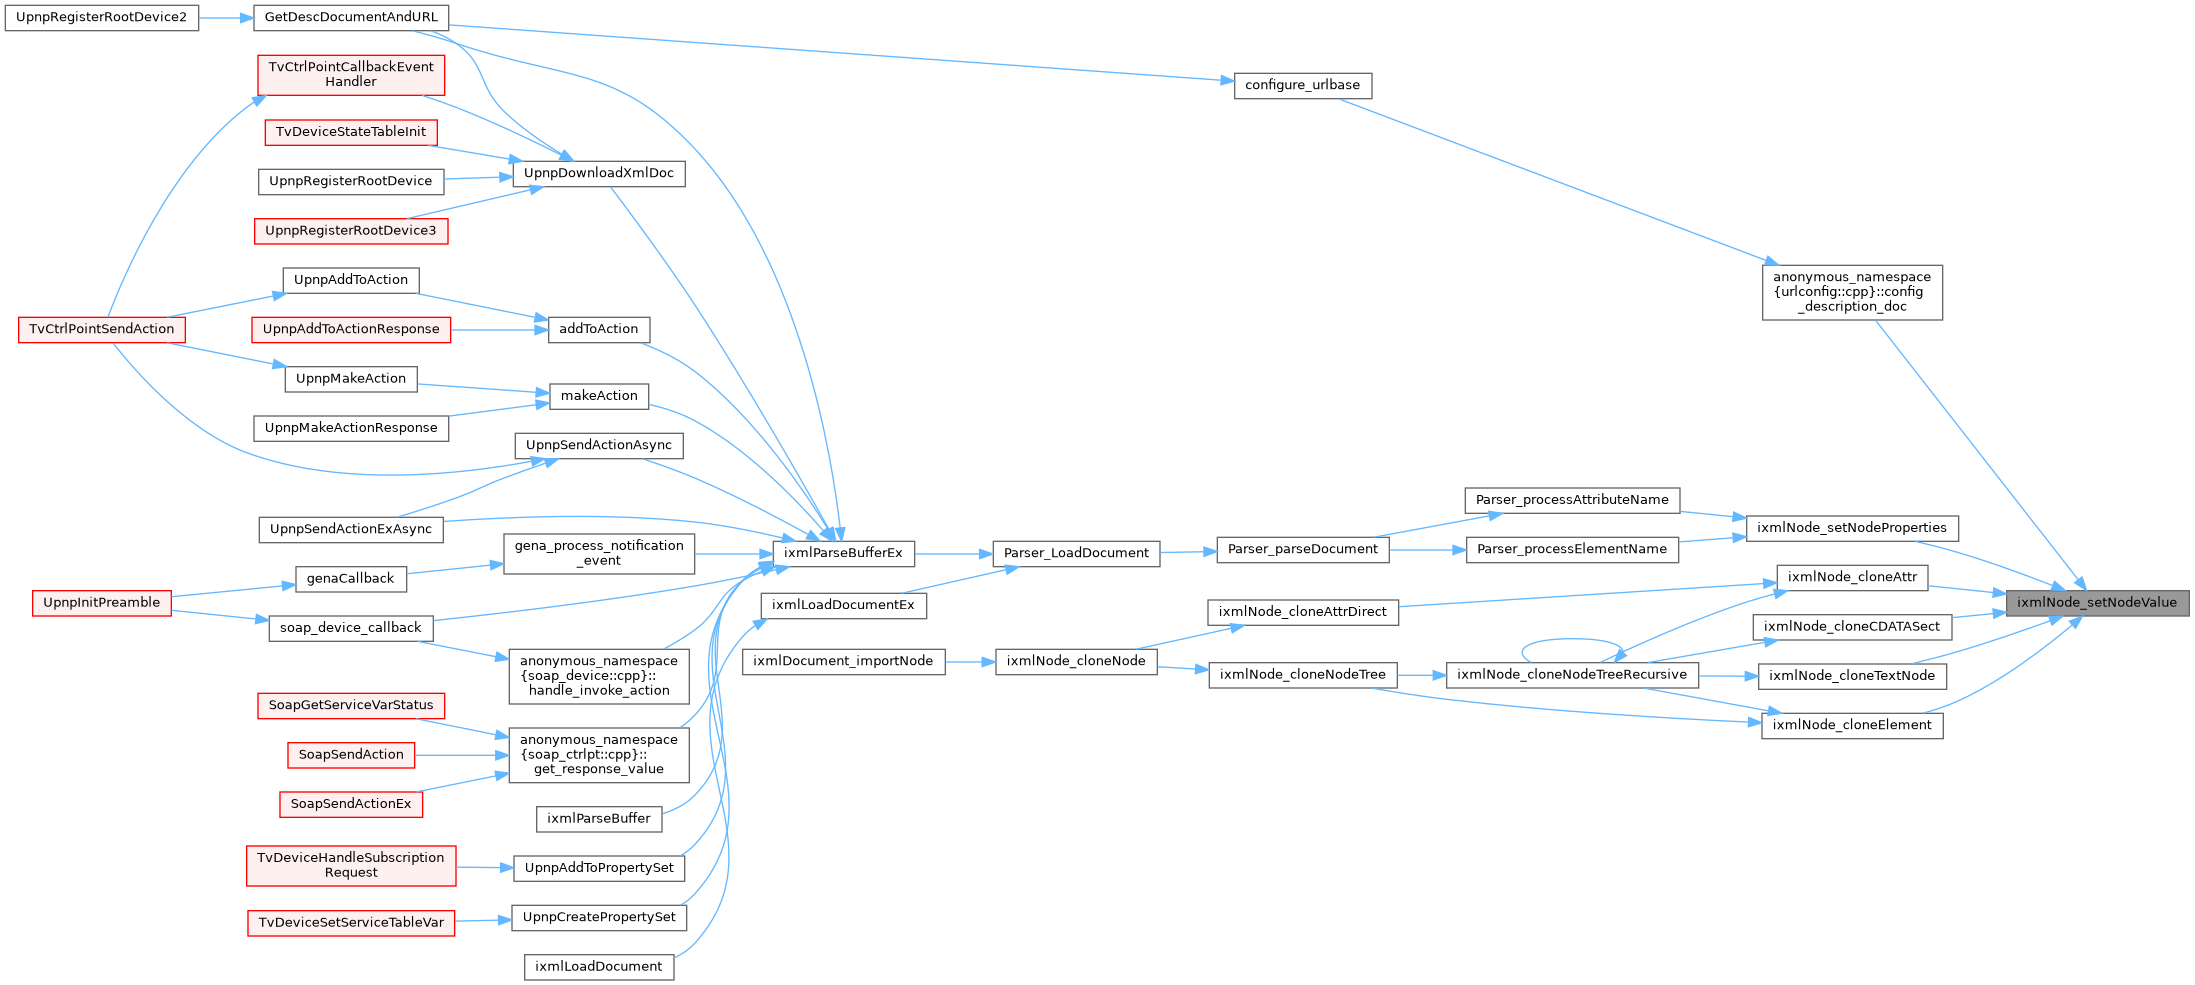 UpnpRegisterRootDevice2
GetDescDocumentAndURL
TvCtrlPointCallbackEvent
Handler
configure_urlbase
TvDeviceStateTableInit
UpnpDownloadXmlDoc
UpnpRegisterRootDevice
UpnpRegisterRootDevice3
anonymous_namespace
{urlconfig::cpp}::config
_description_doc
UpnpAddToAction
TvCtrlPointSendAction
UpnpAddToActionResponse
addToAction
UpnpMakeAction
makeAction
UpnpMakeActionResponse
UpnpSendActionAsync
Parser_processAttributeName
UpnpSendActionExAsync
ixmlNode_setNodeProperties
gena_process_notification
_event
ixmlParseBufferEx
Parser_LoadDocument
Parser_parseDocument
Parser_processElementName
genaCallback
ixmlNode_cloneAttr
UpnpInitPreamble
ixmlLoadDocumentEx
ixmlNode_cloneAttrDirect
ixmlNode_setNodeValue
soap_device_callback
ixmlNode_cloneCDATASect
anonymous_namespace
{soap_device::cpp}::
handle_invoke_action
ixmlDocument_importNode
ixmlNode_cloneNode
ixmlNode_cloneNodeTree
ixmlNode_cloneNodeTreeRecursive
ixmlNode_cloneTextNode
SoapGetServiceVarStatus
ixmlNode_cloneElement
anonymous_namespace
{soap_ctrlpt::cpp}::
get_response_value
SoapSendAction
SoapSendActionEx
ixmlParseBuffer
TvDeviceHandleSubscription
Request
UpnpAddToPropertySet
TvDeviceSetServiceTableVar
UpnpCreatePropertySet
ixmlLoadDocument